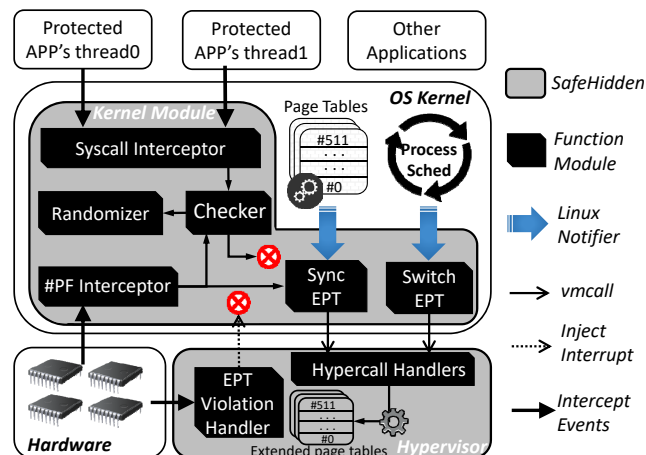 Protected
APP's thread0
Protected
APP's thread1
Other
Applications
Kernel Module
Syscall Interceptor
Randomizer
Checker
#PF Interceptor
Page Tables
#511
. . .
. . .
#0
OS Kernel
Process
Sched
Sync
EPT
Switch
EPT
Hardware
EPT
Violation
Handler
Hypercall Handlers
#511
. . .
. . .
#0
Extended page tables
Hypervisor
SafeHidden
Function
Module
Linux
Notifier
vmcall
Inject
Interrupt
Intercept
Events